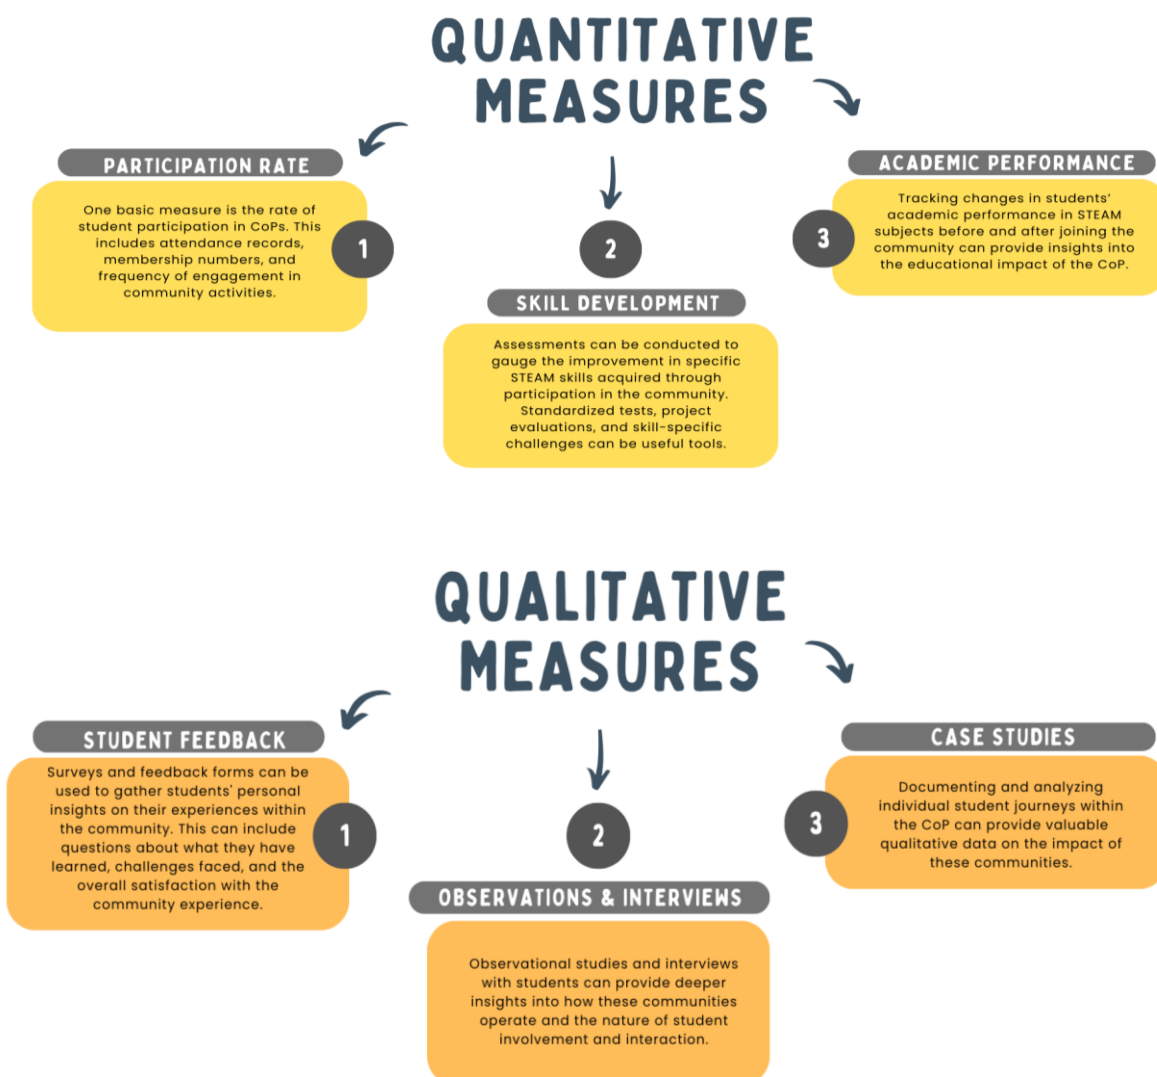 QUANTITATIVE
MEASURES
PARTICIPATION RATE
One basic measure is the rate of
student participation in CoPs. This
includes attendance records,
membership numbers, and
frequency of engagement in
community activities.
1
2
SKILL DEVELOPMENT
Assessments can be conducted to
gauge the improvement in specific
STEAM skills acquired through
participation in the community.
Standardized tests, project
evaluations, and skill-specific
challenges can be useful tools.
ACADEMIC PERFORMANCE
Tracking changes in students'
academic performance in STEAM
subjects before and after joining the
community can provide insights into
the educational impact of the CoP.
3
QUALITATIVE
MEASURES
STUDENT FEEDBACK
Surveys and feedback forms can be
used to gather students' personal
insights on their experiences within
the community. This can include
questions about what they have
learned, challenges faced, and the
overall satisfaction with the
community experience.
1
2
OBSERVATIONS & INTERVIEWS
Observational studies and interviews
with students can provide deeper
insights into how these communities
operate and the nature of student
involvement and interaction.
CASE STUDIES
Documenting and analyzing
individual student journeys within
the CoP can provide valuable
qualitative data on the impact of
these communities.
3